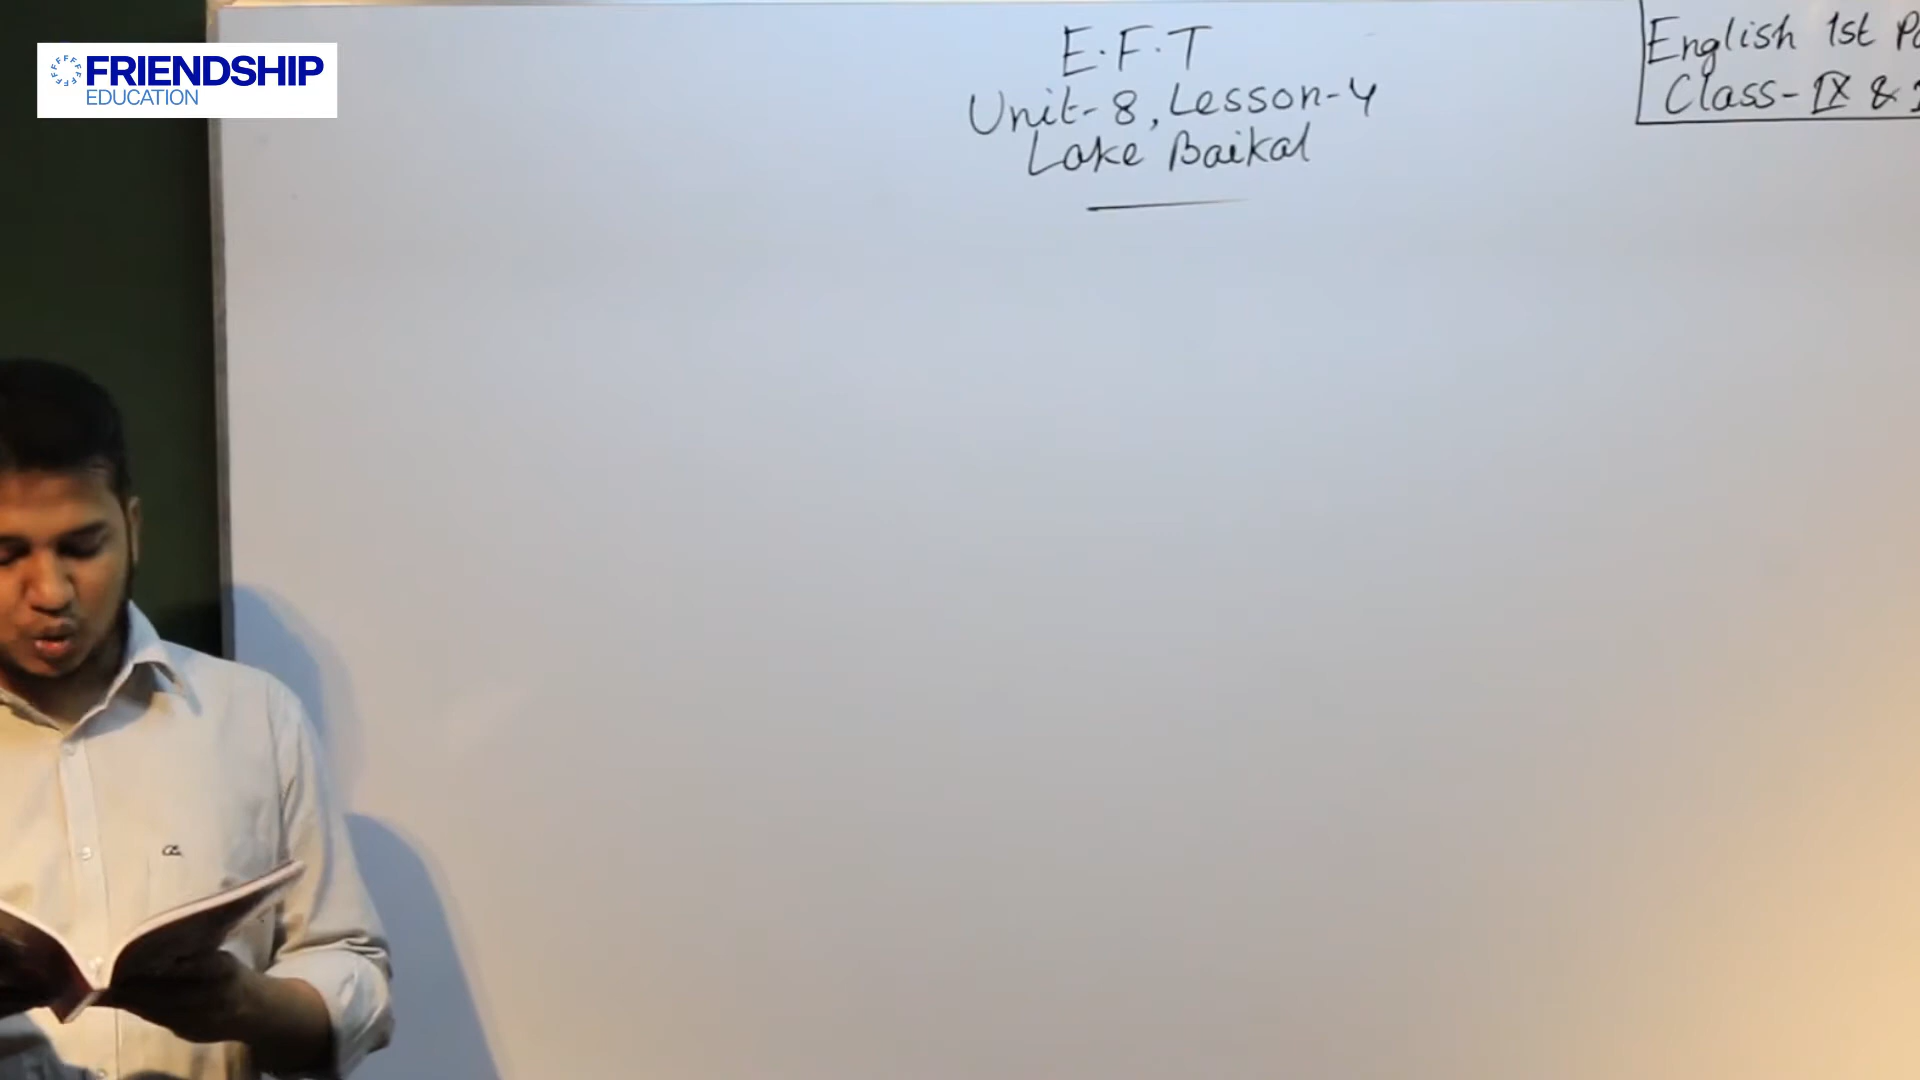 FRIENDSHIP
EDUCATION
E.F.T
Unit-8, Lesson-4
Lake Baikal
English 1st
Class-IX &